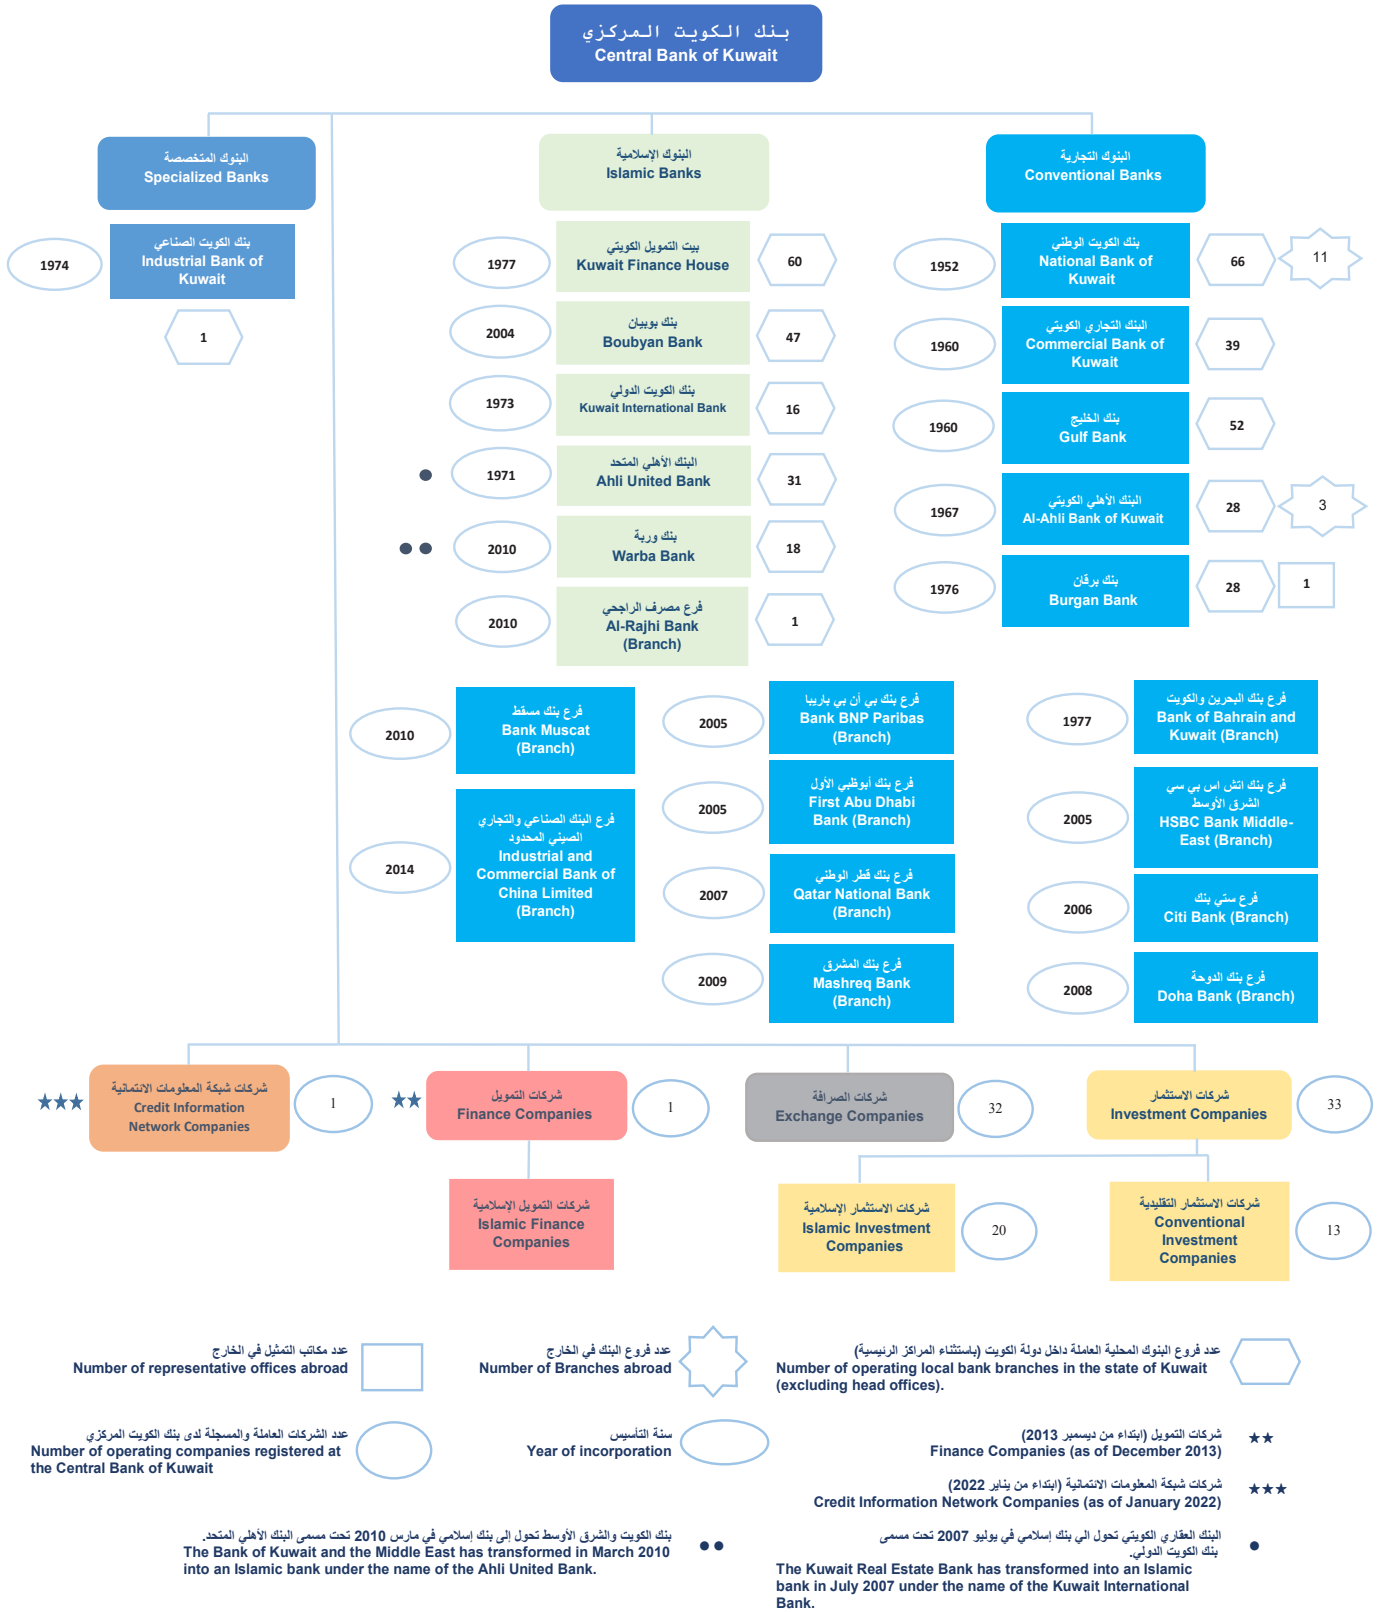 بنك الكويت المركزي
Central Bank of Kuwait
البنوك المتخصصة
Specialized Banks
البنوك الإسلامية
Islamic Banks
البنوك التجارية
Conventional Banks
1974
بنك الكويت الصناعي
Industrial Bank of
Kuwait
1
1977
بيت التمويل الكويتي
Kuwait Finance House
60
2004
بنك بوبيان
Boubyan Bank
47
1973
بنك الكويت الدولي
Kuwait International Bank
16
●
1971
البنك الأهلي المتحد
Ahli United Bank
31
● ●
2010
بنك وربة
Warba Bank
18
2010
فرع مصرف الراجحي
Al-Rajhi Bank
(Branch)
1
1952
بنك الكويت الوطني
National Bank of
Kuwait
66
11
1960
البنك التجاري الكويتي
Commercial Bank of
Kuwait
39
1960
بنك الخليج
Gulf Bank
52
1967
البنك الأهلي الكويتي
Al-Ahli Bank of Kuwait
28
3
1976
بنك برقان
Burgan Bank
28
1
2010
فرع بنك مسقط
Bank Muscat
(Branch)
2014
فرع البنك الصناعي والتجاري
الصيني المحدود
Industrial and
Commercial Bank of
China Limited
(Branch)
2005
فرع بنك بي أن بي باريبا
Bank BNP Paribas
(Branch)
2005
فرع بنك أبوظبي الأول
First Abu Dhabi
Bank (Branch)
2007
فرع بنك قطر الوطني
Qatar National Bank
(Branch)
2009
فرع بنك المشرق
Mashreq Bank
(Branch)
1977
فرع بنك البحرين والكويت
Bank of Bahrain and
Kuwait (Branch)
2005
فرع بنك اتش اس بي سي
الشرق الأوسط
HSBC Bank Middle-
East (Branch)
2006
فرع ستي بنك
Citi Bank (Branch)
2008
فرع بنك الدوحة
Doha Bank (Branch)
★★★
شركات شبكة المعلومات الائتمانية
Credit Information
Network Companies
1
★★
شركات التمويل
Finance Companies
1
شركات الصرافة
Exchange Companies
32
شركات الاستثمار
Investment Companies
33
شركات التمويل الإسلامية
Islamic Finance
Companies
شركات الاستثمار الإسلامية
Islamic Investment
Companies
20
شركات الاستثمار التقليدية
Conventional
Investment
Companies
13
عدد مكاتب التمثيل في الخارج
Number of representative offices abroad
عدد فروع البنك في الخارج
Number of Branches abroad
عدد فروع البنوك المحلية العاملة داخل دولة الكويت (باستثناء المراكز الرئيسية)
Number of operating local bank branches in the state of Kuwait
(excluding head offices).
عدد الشركات العاملة والمسجلة لدى بنك الكويت المركزي
Number of operating companies registered at
the Central Bank of Kuwait
سنة التأسيس
Year of incorporation
شركات التمويل (ابتداء من ديسمبر 2013) ★★
Finance Companies (as of December 2013)
شركات شبكة المعلومات الائتمانية (ابتداء من يناير 2022) ★★★
Credit Information Network Companies (as of January 2022)
بنك الكويت والشرق الأوسط تحول إلى بنك إسلامي في مارس 2010 تحت مسمى البنك الأهلي المتحد. ● ●
The Bank of Kuwait and the Middle East has transformed in March 2010
into an Islamic bank under the name of the Ahli United Bank.
البنك العقاري الكويتي تحول الي بنك إسلامي في يوليو 2007 تحت مسمى ●
بنك الكويت الدولي.
The Kuwait Real Estate Bank has transformed into an Islamic
bank in July 2007 under the name of the Kuwait International
Bank.